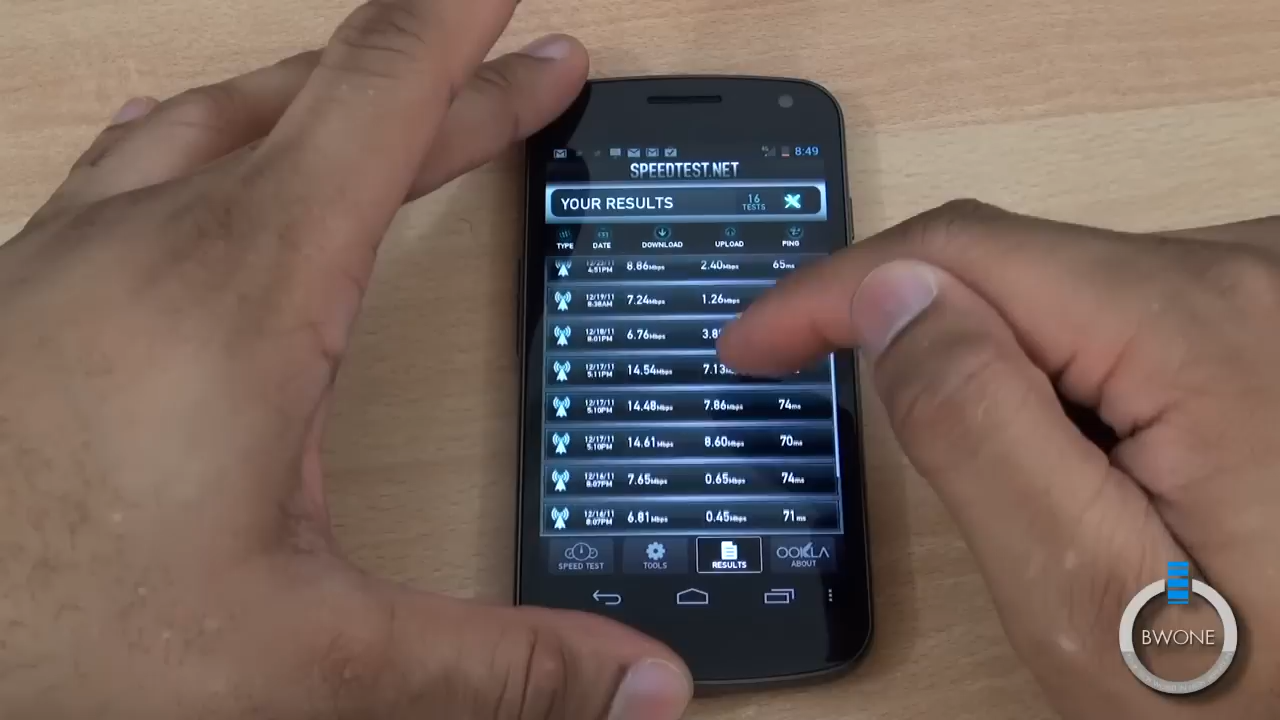 8:49
SPEEDTEST.NET
YOUR RESULTS 16 TESTS
TYPE DATE DOWNLOAD UPLOAD PING
4:51PM 8.86Mbps 2.40Mbps 65ms
12/19/11 8:38AM 7.24Mbps 1.26Mbps
12/18/11 8:01PM 6.76Mbps 3.8
12/17/11 5:11PM 14.54Mbps 7.13
12/17/11 5:10PM 14.48Mbps 7.86Mbps 74ms
12/17/11 5:10PM 14.61Mbps 8.60Mbps 70ms
12/16/11 8:07PM 7.65Mbps 0.65Mbps 74ms
12/16/11 8:07PM 6.81Mbps 0.45Mbps 71ms
SPEED TEST TOOLS RESULTS OOKLA ABOUT
BWONE